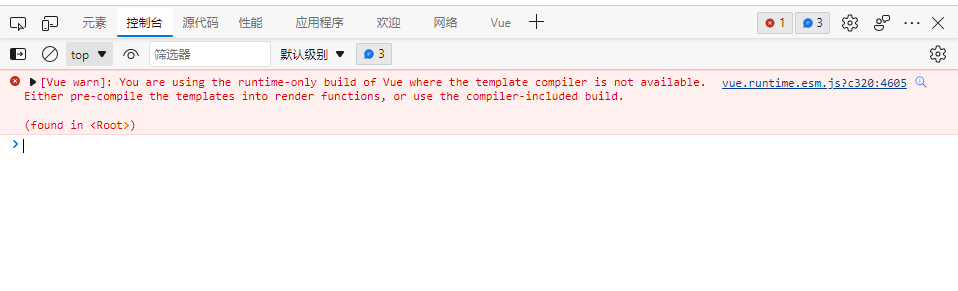 元素 控制台 源代码 性能 应用程序 欢迎 网络 Vue 1 3
top 筛选器 默认级别 3
[Vue warn]: You are using the runtime-only build of Vue where the template compiler is not available. vue.runtime.esm.js?c320:4605
Either pre-compile the templates into render functions, or use the compiler-included build.
(found in <Root>)